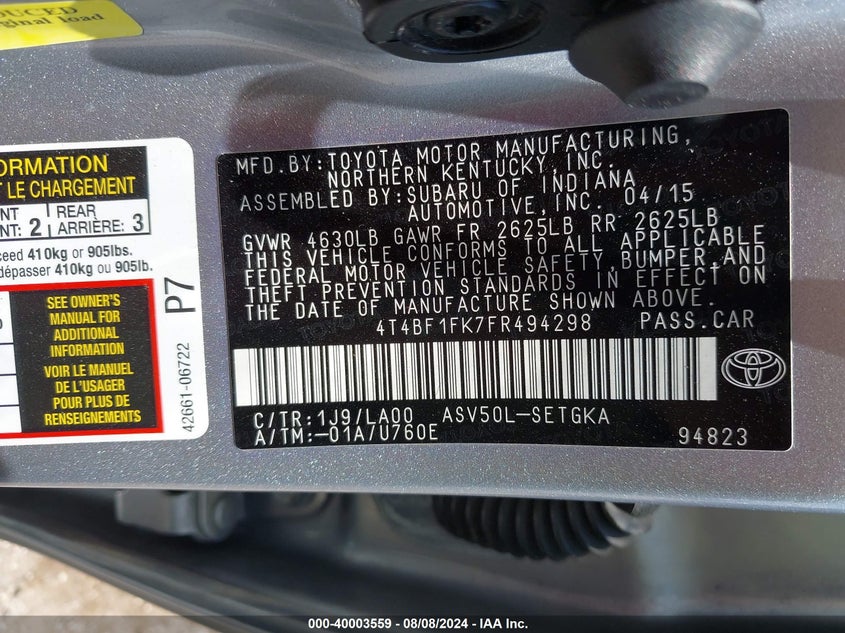 DUCED
ginal load
ORMATION
T LE CHARGEMENT
NT 2 REAR 3
NT: ARRIÈRE:
ceed 410kg or 905lbs.
dépasser 410kg ou 905lb.
SEE OWNER'S
MANUAL FOR
ADDITIONAL
INFORMATION
VOIR LE MANUEL
DE L'USAGER
POUR PLUS DE
RENSEIGNEMENTS
42661-06722 P7
MFD.BY:TOYOTA MOTOR MANUFACTURING,
NORTHERN KENTUCKY,INC.
ASSEMBLED BY:SUBARU OF INDIANA
AUTOMOTIVE,INC. 04/15
GVWR 4630LB GAWR FR 2625LB RR 2625LB
THIS VEHICLE CONFORMS TO ALL APPLICABLE
FEDERAL MOTOR VEHICLE SAFETY,BUMPER,AND
THEFT PREVENTION STANDARDS IN EFFECT ON
THE DATE OF MANUFACTURE SHOWN ABOVE.
4T4BF1FK7FR494298 PASS.CAR
C/TR:1J9/LA00 ASV50L-SETGKA
A/TM:-01A/U760E 94823
000-40003559 - 08/08/2024 - IAA Inc.